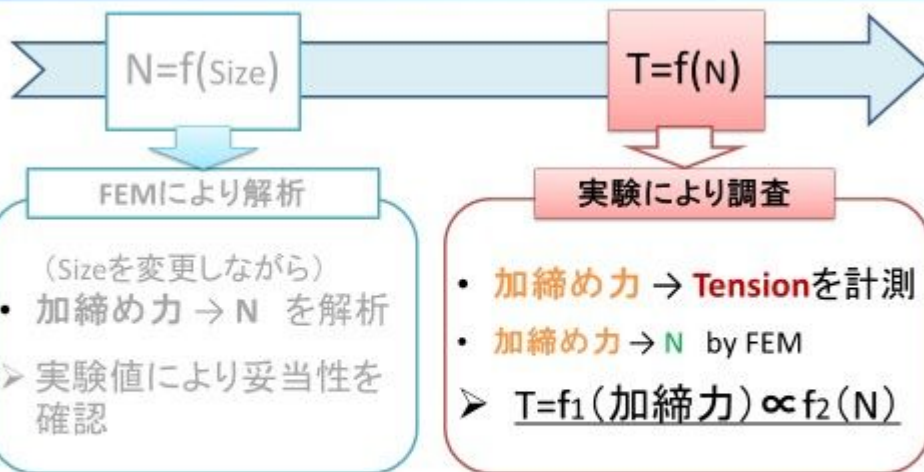 N=f(Size)
T=f(N)
FEMにより解析
(Sizeを変更しながら)
• 加締め力 → N を解析
➢ 実験値により妥当性を
確認
実験により調査
• 加締め力 → Tensionを計測
• 加締め力 → N by FEM
➢ T=f1(加締力)∝f2(N)